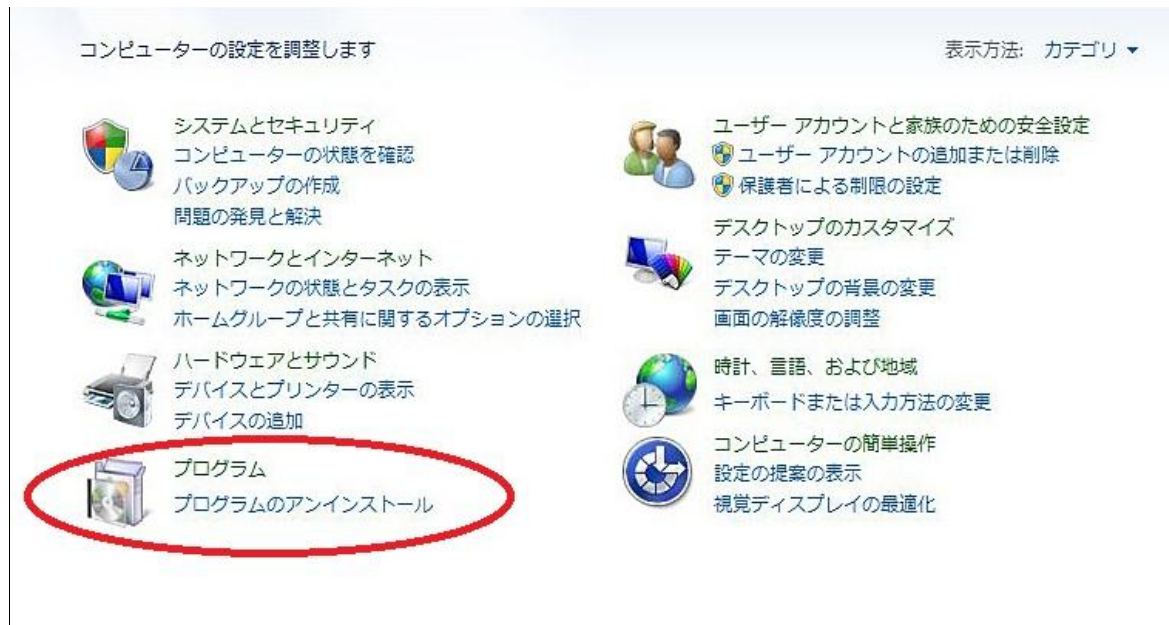 コンピューターの設定を調整します
表示方法: カテゴリ
システムとセキュリティ
コンピューターの状態を確認
バックアップの作成
問題の発見と解決
ネットワークとインターネット
ネットワークの状態とタスクの表示
ホームグループと共有に関するオプションの選択
ハードウェアとサウンド
デバイスとプリンターの表示
デバイスの追加
プログラム
プログラムのアンインストール
ユーザー アカウントと家族のための安全設定
ユーザー アカウントの追加または削除
保護者による制限の設定
デスクトップのカスタマイズ
テーマの変更
デスクトップの背景の変更
画面の解像度の調整
時計、言語、および地域
キーボードまたは入力方法の変更
コンピューターの簡単操作
設定の提案の表示
視覚ディスプレイの最適化